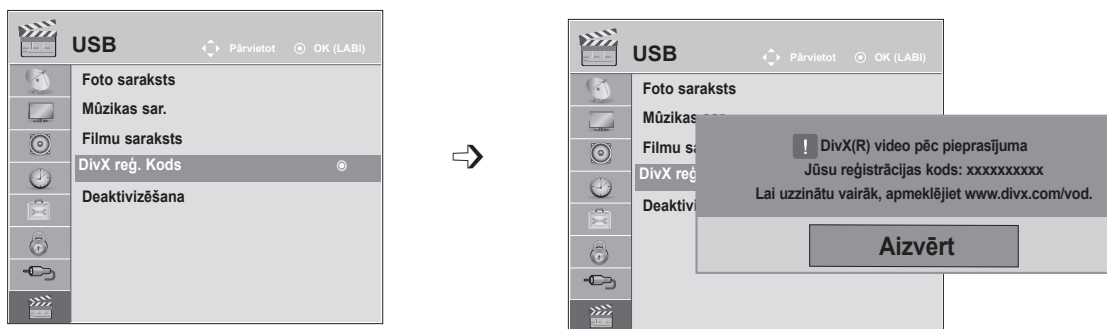 USB
Pārvietot OK (LABI)
Foto saraksts
Mûzikas sar.
Filmu saraksts
DivX reģ. Kods
Deaktivizēšana
USB
Pārvietot OK (LABI)
Foto saraksts
Mûzikas
Filmu sa
DivX reģ
Deaktivi
! DivX(R) video pēc pieprasījuma
Jūsu reģistrācijas kods: xxxxxxxxxx
Lai uzzinātu vairāk, apmeklējiet www.divx.com/vod.
Aizvērt